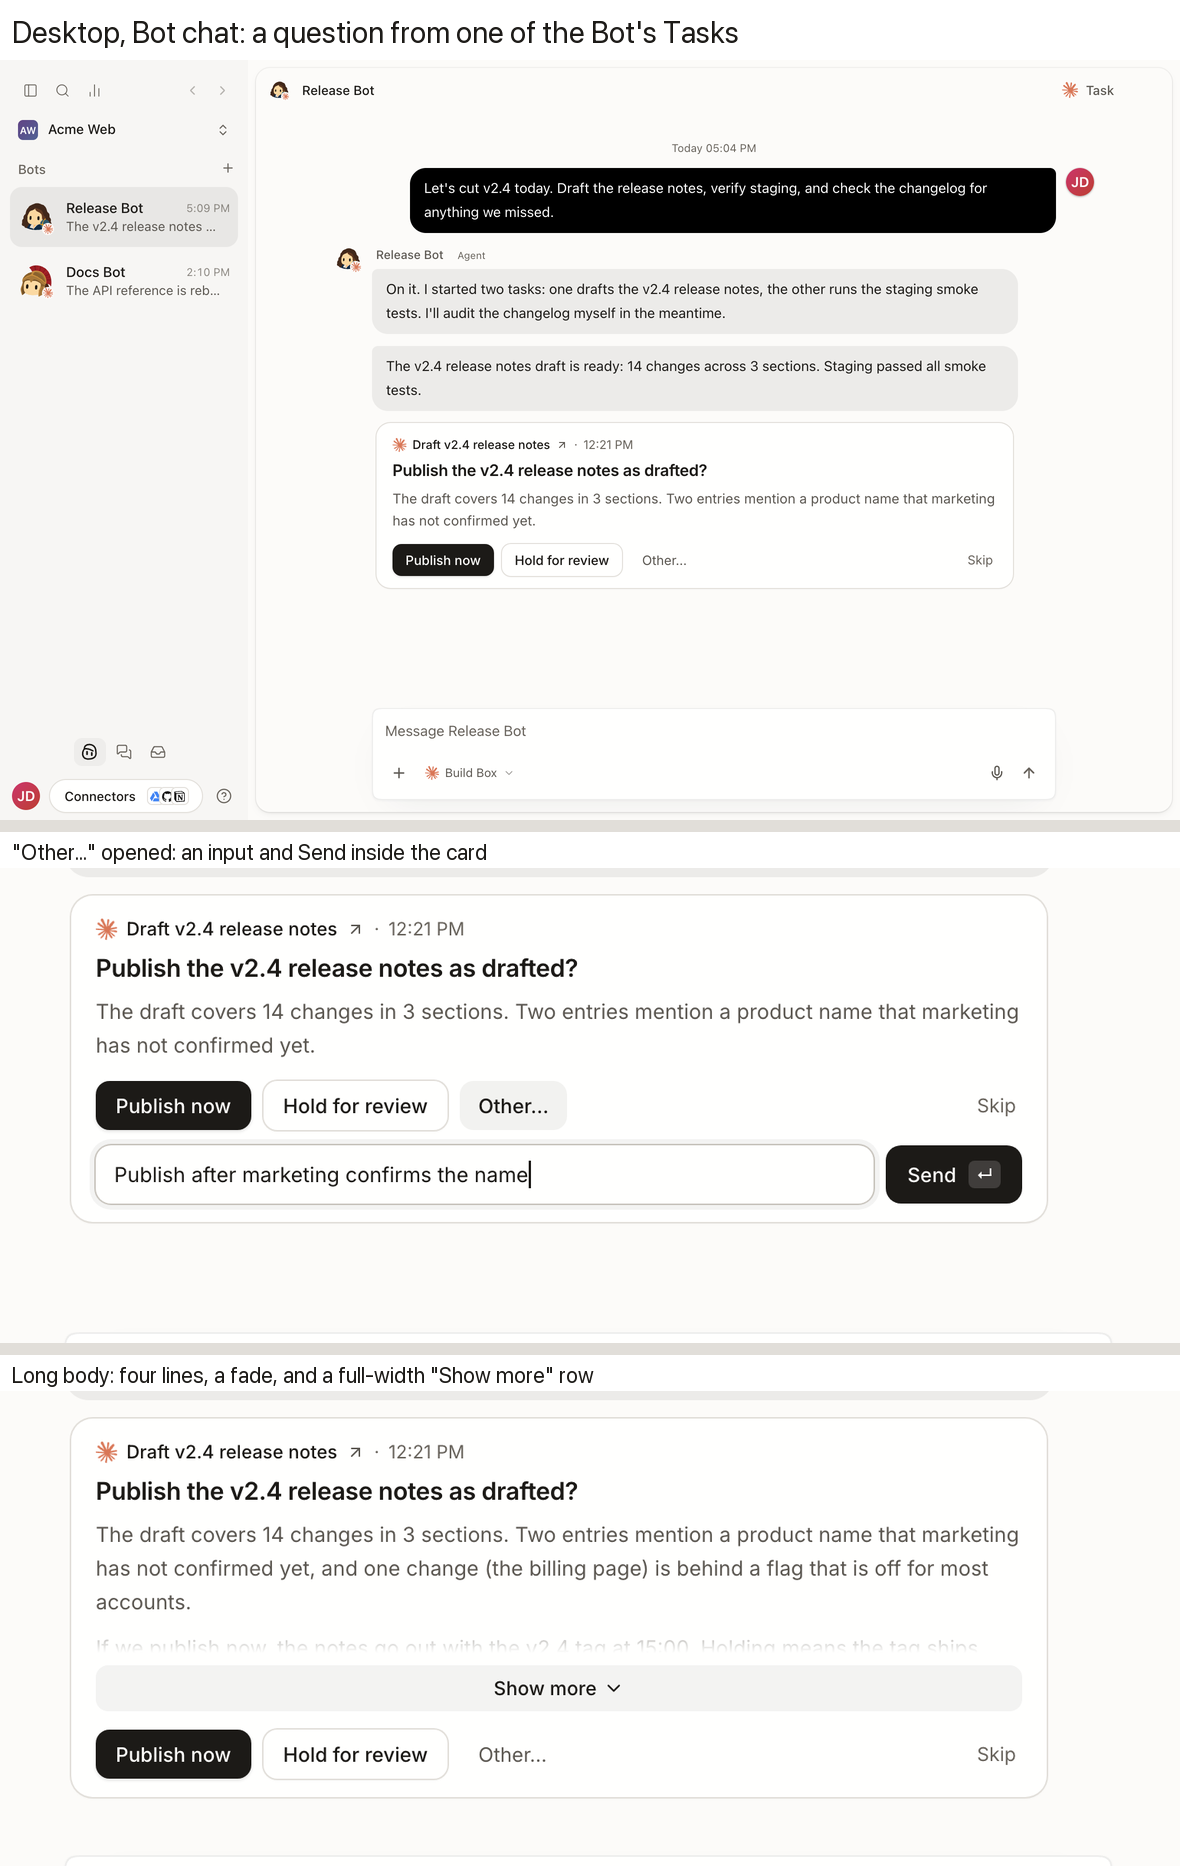 Desktop, Bot chat: a question from one of the Bot's Tasks
AW Acme Web
Bots
Release Bot 5:09 PM
The v2.4 release notes ...
Docs Bot 2:10 PM
The API reference is reb...
JD Connectors
Release Bot
Task
Today 05:04 PM
Let's cut v2.4 today. Draft the release notes, verify staging, and check the changelog for
anything we missed.
JD
Release Bot Agent
On it. I started two tasks: one drafts the v2.4 release notes, the other runs the staging smoke
tests. I'll audit the changelog myself in the meantime.
The v2.4 release notes draft is ready: 14 changes across 3 sections. Staging passed all smoke
tests.
Draft v2.4 release notes · 12:21 PM
Publish the v2.4 release notes as drafted?
The draft covers 14 changes in 3 sections. Two entries mention a product name that marketing
has not confirmed yet.
Publish now Hold for review Other... Skip
Message Release Bot
Build Box
"Other..." opened: an input and Send inside the card
Draft v2.4 release notes · 12:21 PM
Publish the v2.4 release notes as drafted?
The draft covers 14 changes in 3 sections. Two entries mention a product name that marketing
has not confirmed yet.
Publish now Hold for review Other... Skip
Publish after marketing confirms the name Send
Long body: four lines, a fade, and a full-width "Show more" row
Draft v2.4 release notes · 12:21 PM
Publish the v2.4 release notes as drafted?
The draft covers 14 changes in 3 sections. Two entries mention a product name that marketing
has not confirmed yet, and one change (the billing page) is behind a flag that is off for most
accounts.
If we publish now, the notes go out with the v2.4 tag at 15:00. Holding means the tag ships
Show more
Publish now Hold for review Other... Skip